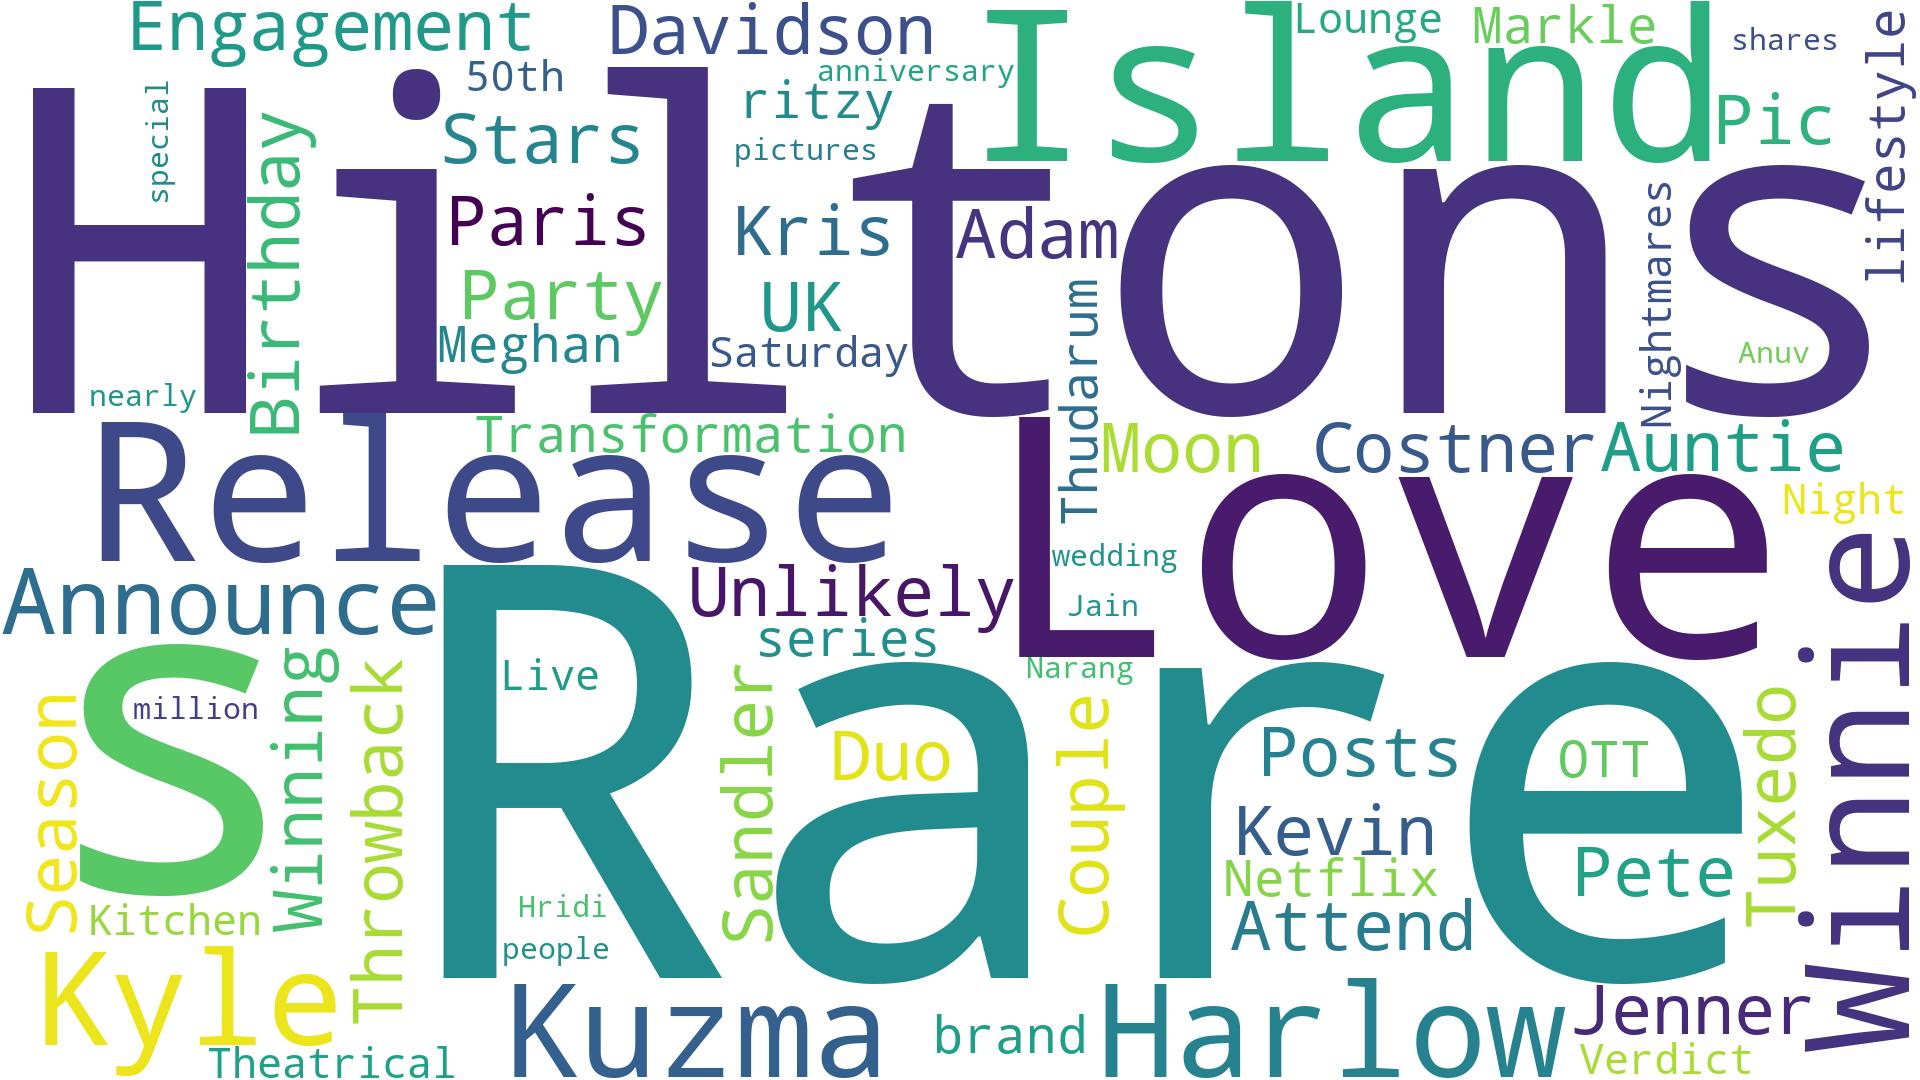 Engagement
Davidson
Island
Lounge
Markle
shares
lifestyle
special
50th
anniversary
ritzy
Pic
Hiltons
Birthday
Stars
pictures
Paris
Kris
Adam
Nightmares
Party
UK
Thudarum
Meghan
Saturday
Anuv
nearly
Release
Transformation
Moon
Costner
Auntie
Night
Love
wedding
Announce
Unlikely
Jain
Winnie
series
Narang
S
Rare
Live
Season
million
Winning
Throwback
Sandler
Duo
Couple
Posts
OTT
Tuxedo
Kevin
Netflix
Pete
Kitchen
Hridi
Attend
people
Kyle
Kuzma
brand
Harlow
Jenner
Theatrical
Verdict